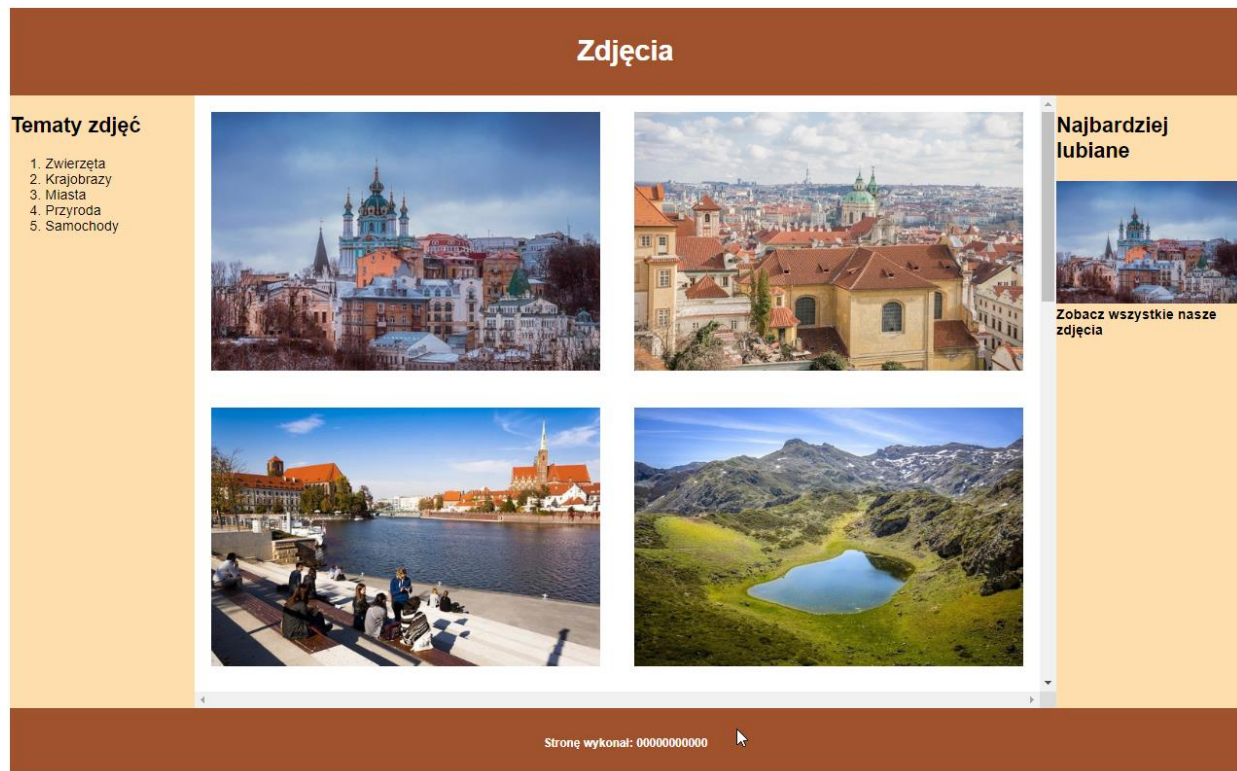 Zdjęcia
Tematy zdjęć
1. Zwierzęta
2. Krajobrazy
3. Miasta
4. Przyroda
5. Samochody
Najbardziej
lubiane
Zobacz wszystkie nasze
zdjęcia
Stronę wykonał: 00000000000